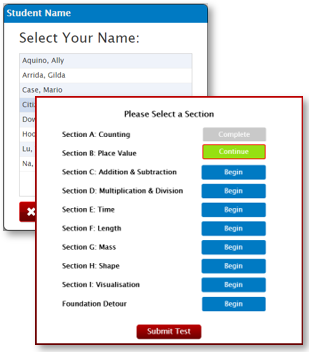 Student Name
Select Your Name:
Aquino, Ally
Arrida, Gilda
Case, Mario
Lu,
Na,
Please Select a Section
Section A: Counting Complete
Section B: Place Value Continue
Section C: Addition & Subtraction Begin
Section D: Multiplication & Division Begin
Section E: Time Begin
Section F: Length Begin
Section G: Mass Begin
Section H: Shape Begin
Section I: Visualisation Begin
Foundation Detour Begin
Submit Test